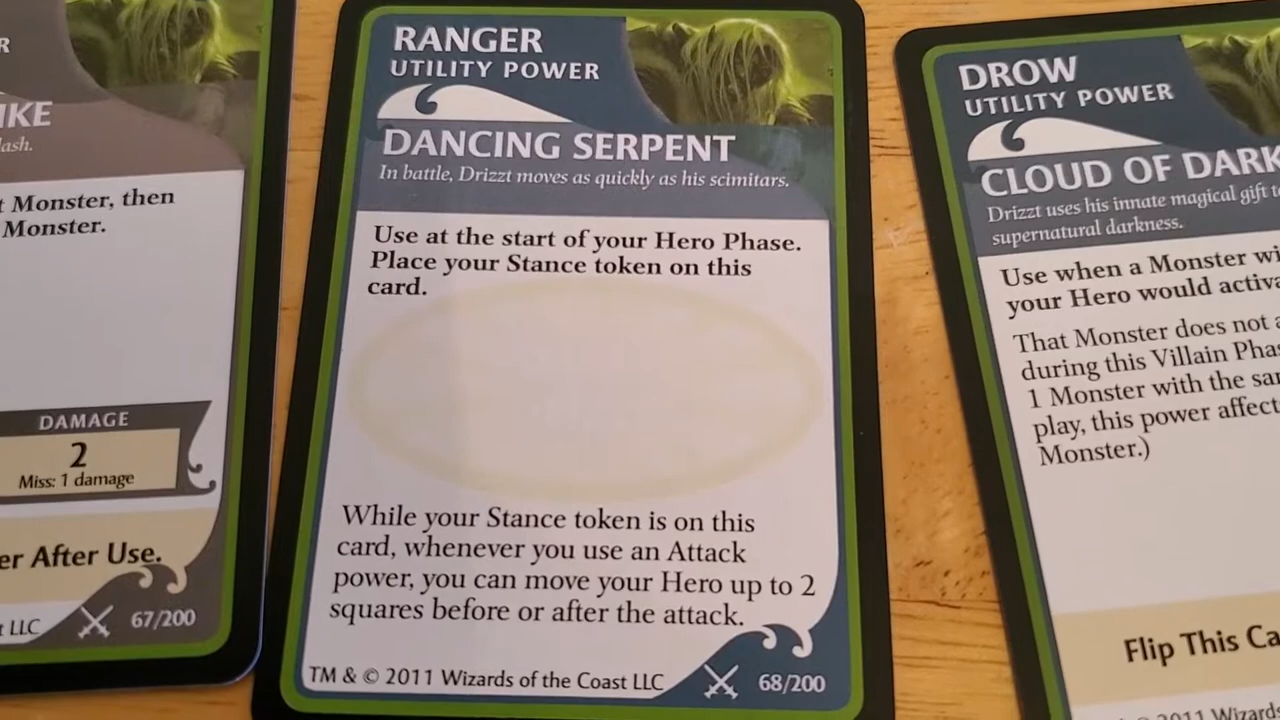 R
IKE
lash.
t Monster, then
Monster.
DAMAGE
2
Miss: 1 damage
er After Use.
t LLC
67/200
RANGER
UTILITY POWER
DANCING SERPENT
In battle, Drizzt moves as quickly as his scimitars.
Use at the start of your Hero Phase.
Place your Stance token on this
card.
While your Stance token is on this
card, whenever you use an Attack
power, you can move your Hero up to 2
squares before or after the attack.
TM & © 2011 Wizards of the Coast LLC
68/200
DROW
UTILITY POWER
CLOUD OF DARK
Drizzt uses his innate magical gift t
supernatural darkness.
Use when a Monster wi
your Hero would activa
That Monster does not a
during this Villain Pha
1 Monster with the sa
play, this power affect
Monster.)
Flip This Ca
2011 Wizards